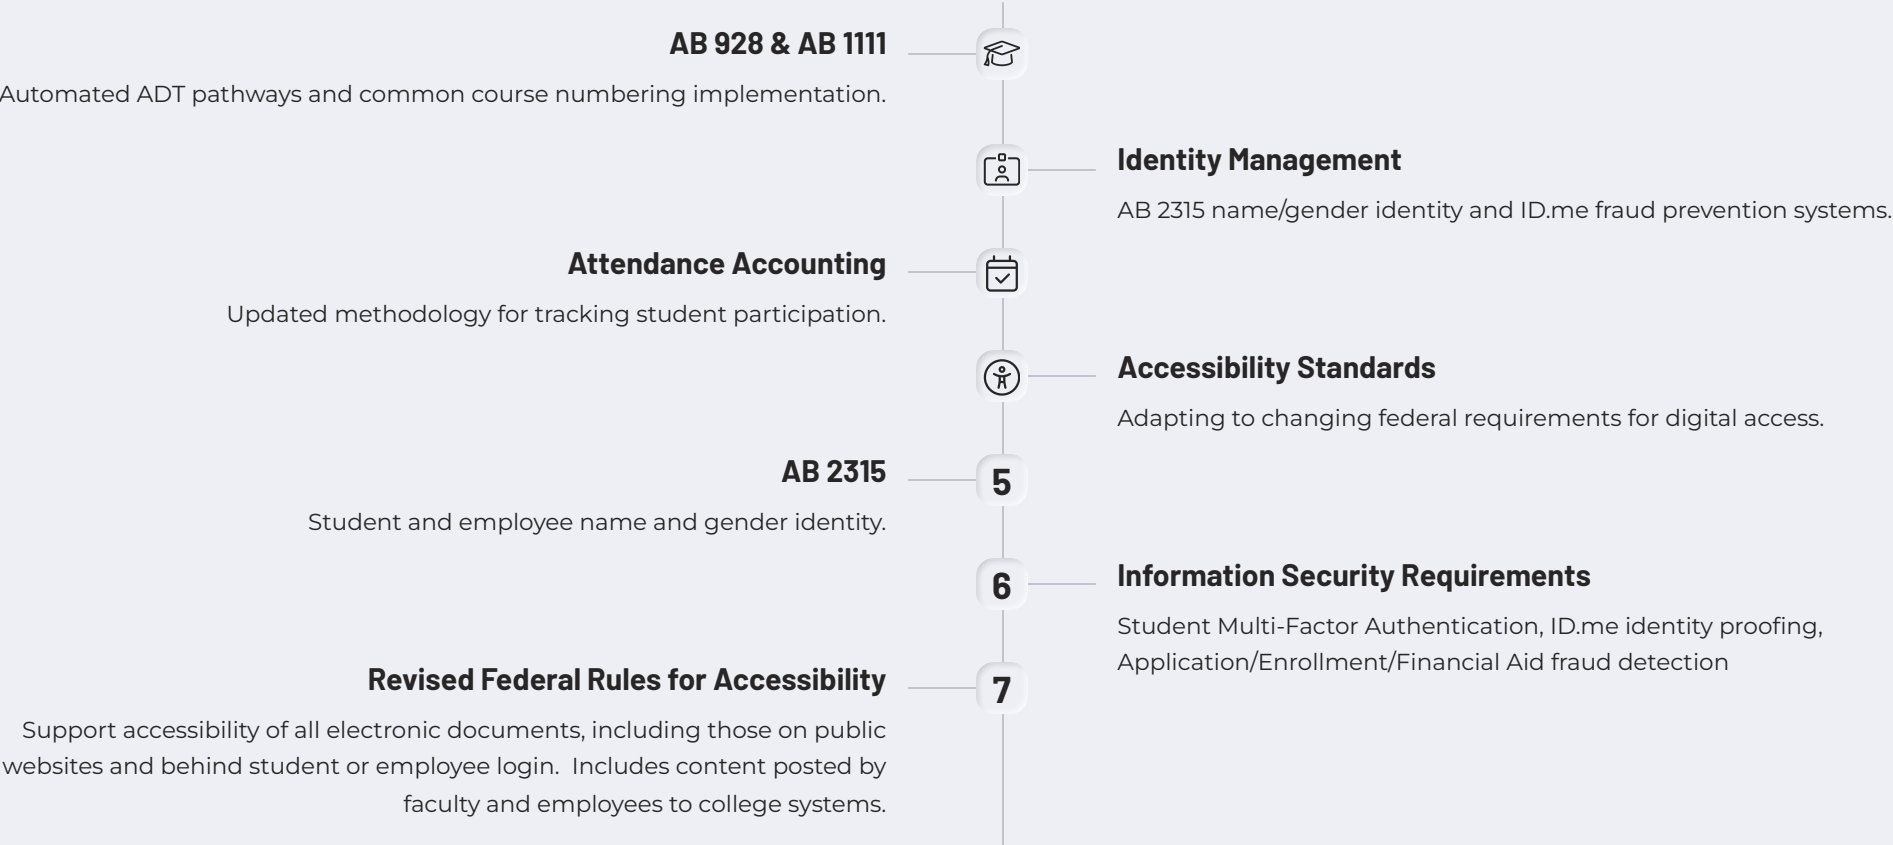 AB 928 & AB 1111
Automated ADT pathways and common course numbering implementation.
Identity Management
AB 2315 name/gender identity and ID.me fraud prevention systems.
Attendance Accounting
Updated methodology for tracking student participation.
Accessibility Standards
Adapting to changing federal requirements for digital access.
AB 2315
5
Student and employee name and gender identity.
6
Information Security Requirements
Student Multi-Factor Authentication, ID.me identity proofing,
Application/Enrollment/Financial Aid fraud detection
Revised Federal Rules for Accessibility
7
Support accessibility of all electronic documents, including those on public
websites and behind student or employee login.  Includes content posted by
faculty and employees to college systems.